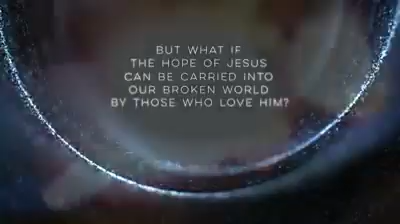 BUT WHAT IF
THE HOPE OF JESUS
CAN BE CARRIED INTO
OUR BROKEN WORLD
BY THOSE WHO LOVE HIM?